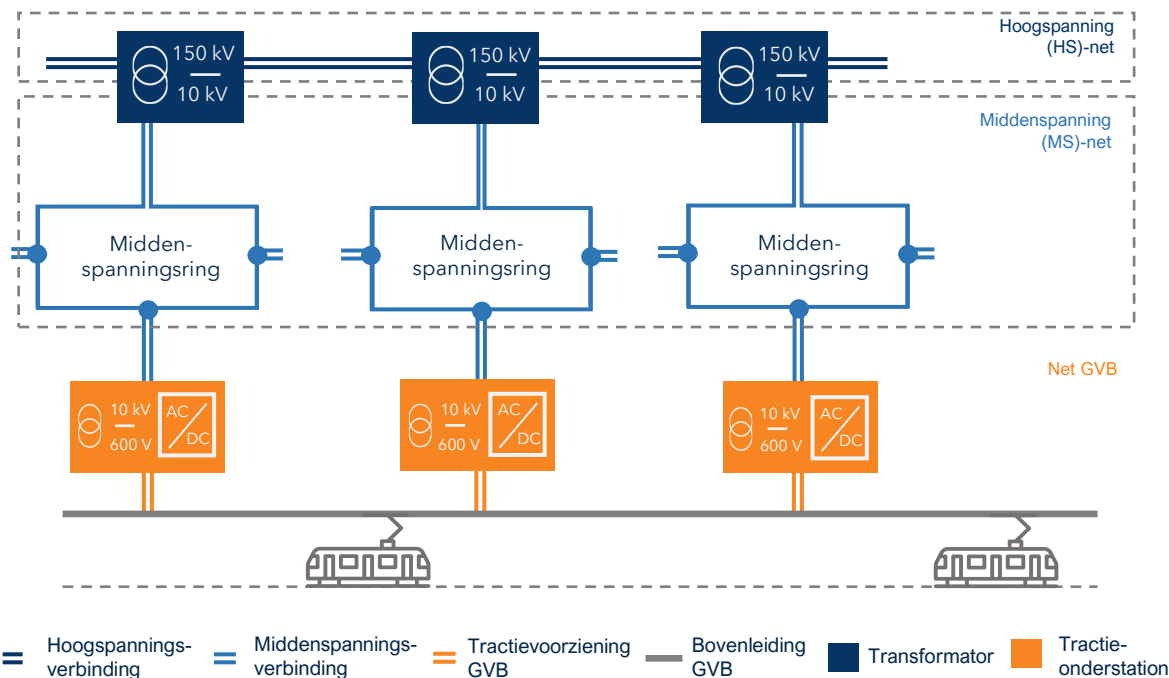 Hoogspanning
(HS)-net
150 kV
10 kV
150 kV
10 kV
150 kV
10 kV
Middenspanning
(MS)-net
Midden-
spanningsring
Midden-
spanningsring
Midden-
spanningsring
Net GVB
10 kV
600 V
AC
DC
10 kV
600 V
AC
DC
10 kV
600 V
AC
DC
Hoogspannings-
verbinding
Middenspannings-
verbinding
Tractievoorziening
GVB
Bovenleiding
GVB
Transformator
Tractie-
onderstation